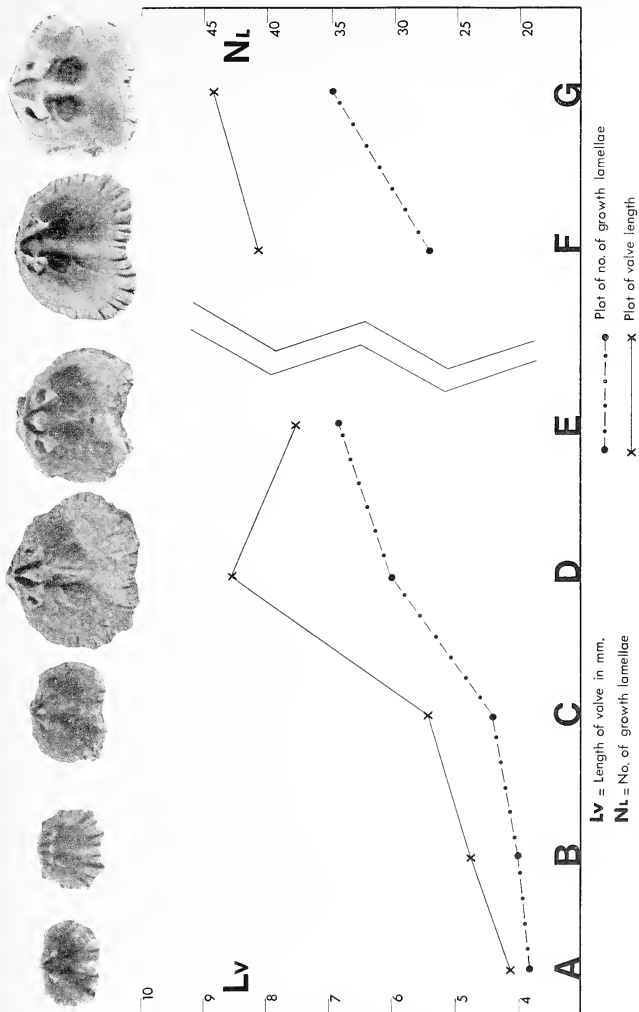 10
9
8
7
6
5
4
Lv
45
40
35
30
25
20
NL
A B C D E F G
Lv = Length of valve in mm.
NL = No. of growth lamellae
Plot of no. of growth lamellae
Plot of valve length